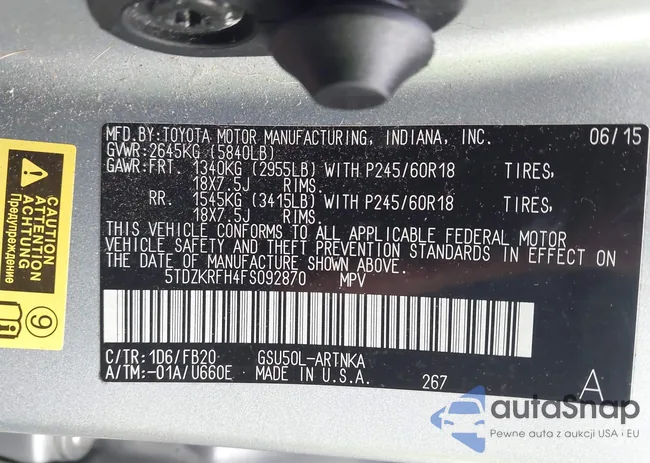 MFD.BY:TOYOTA MOTOR MANUFACTURING, INDIANA, INC. 06/15
GVWR:2645KG (5840LB)
GAWR:FRT. 1340KG (2955LB) WITH P245/60R18 TIRES,
18X7.5J RIMS.
RR. 1545KG (3415LB) WITH P245/60R18 TIRES,
18X7.5J RIMS.
THIS VEHICLE CONFORMS TO ALL APPLICABLE FEDERAL MOTOR
VEHICLE SAFETY AND THEFT PREVENTION STANDARDS IN EFFECT ON
THE DATE OF MANUFACTURE SHOWN ABOVE.
5TDZKRFH4FS092870 MPV
C/TR:1D6/FB20 GSU50L-ARTNKA
A/TM:-01A/U660E MADE IN U.S.A. 267 A
CAUTION
ATTENTION
ACHTUNG
Предупреждение
9
autaSnap
Pewne auta z aukcji USA i EU